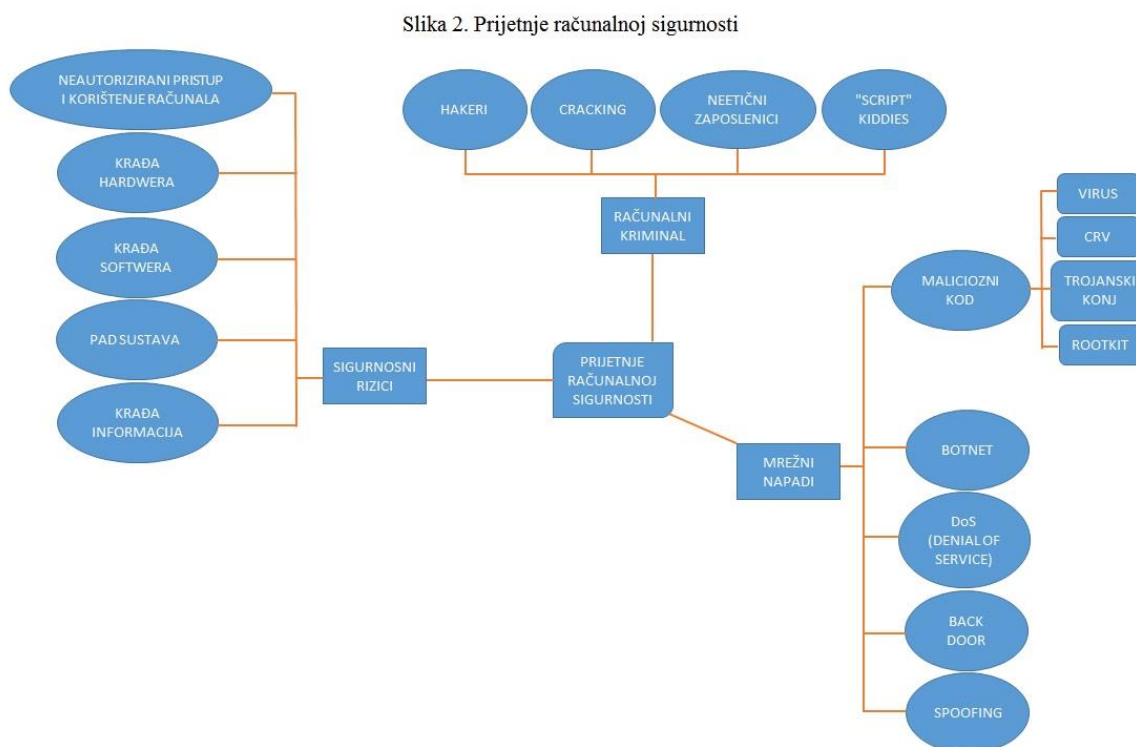 Slika 2. Prijetnje računalnoj sigurnosti
NEAUTORIZIRANI PRISTUP
I KORIŠTENJE RAČUNALA
KRAĐA
HARDWERA
KRAĐA
SOFTWERA
PAD SUSTAVA
KRAĐA
INFORMACIJA
SIGURNOSNI
RIZICI
HAKERI
CRACKING
NEETIČNI
ZAPOSLENICI
"SCRIPT"
KIDDIES
RAČUNALNI
KRIMINAL
PRIJETNJE
RAČUNALNOJ
SIGURNOSTI
MREŽNI
NAPADI
MALICIOZNI
KOD
VIRUS
CRV
TROJANSKI
KONJ
ROOTKIT
BOTNET
DoS
(DENIAL OF
SERVICE)
BACK
DOOR
SPOOFING